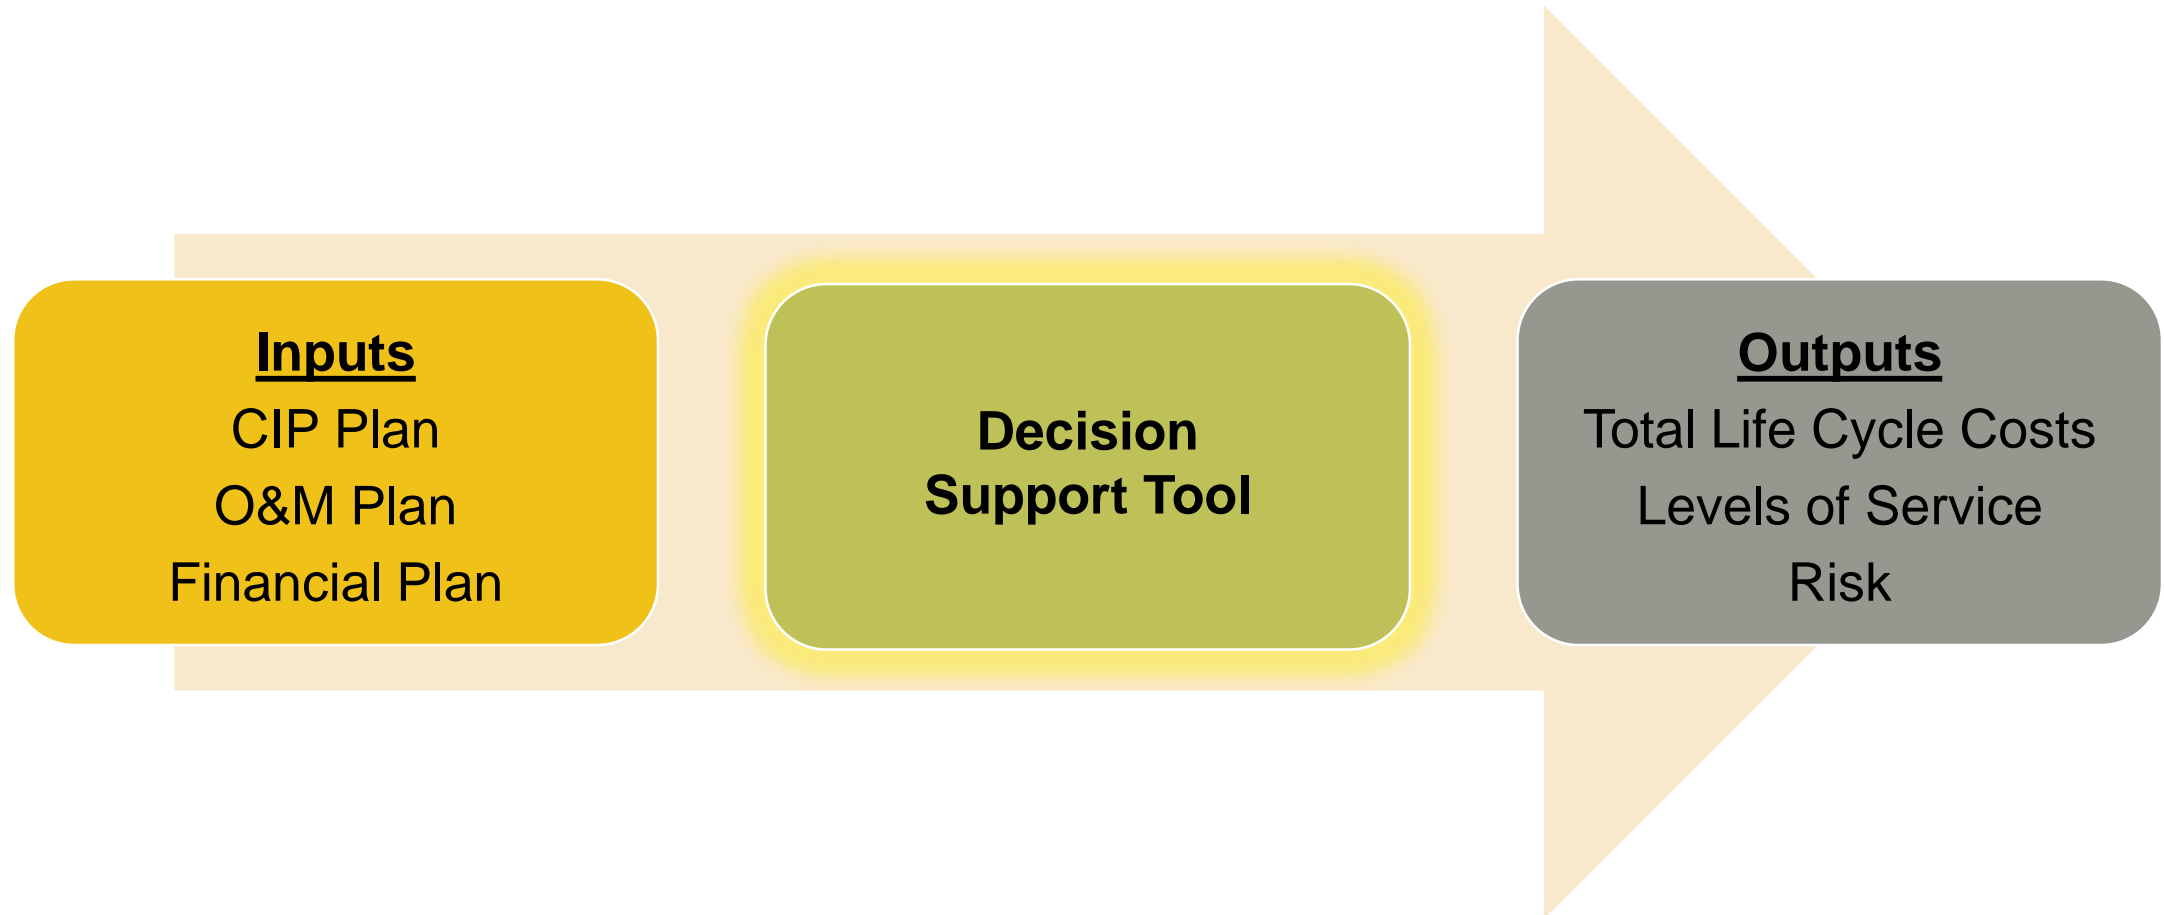 Inputs
CIP Plan
O&M Plan
Financial Plan
Decision
Support Tool
Outputs
Total Life Cycle Costs
Levels of Service
Risk